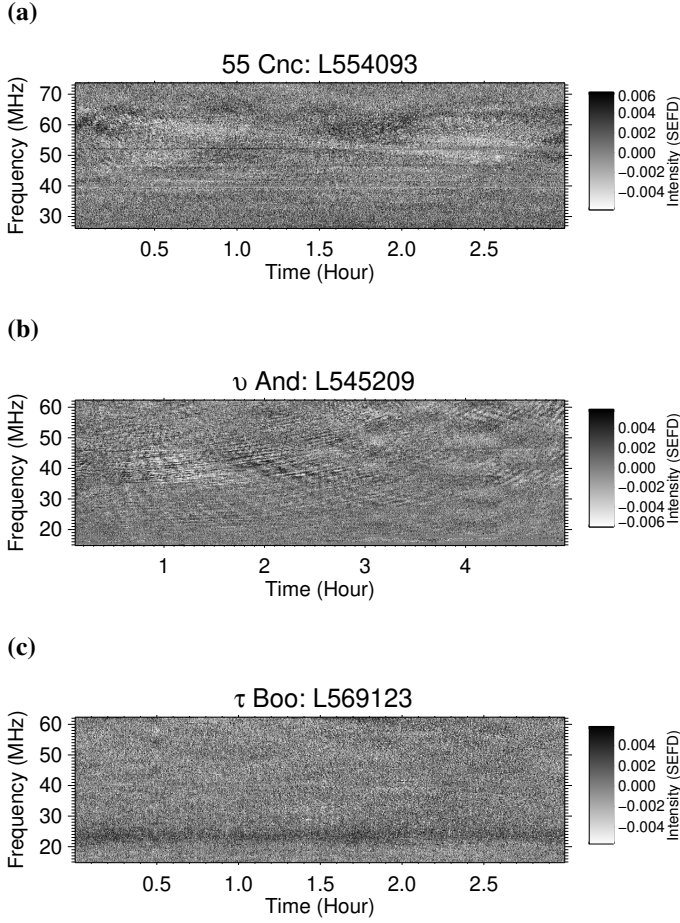 (a)
55 Cnc: L554093
Frequency (MHz)
70
60
50
40
30
0.5 1.0 1.5 2.0 2.5
Time (Hour)
0.006
0.004
0.002
0.000
−0.002
−0.004
Intensity (SEFD)
(b)
υ And: L545209
Frequency (MHz)
60
50
40
30
20
1 2 3 4
Time (Hour)
0.004
0.002
0.000
−0.002
−0.004
−0.006
Intensity (SEFD)
(c)
τ Boo: L569123
Frequency (MHz)
60
50
40
30
20
0.5 1.0 1.5 2.0 2.5
Time (Hour)
0.004
0.002
0.000
−0.002
−0.004
Intensity (SEFD)